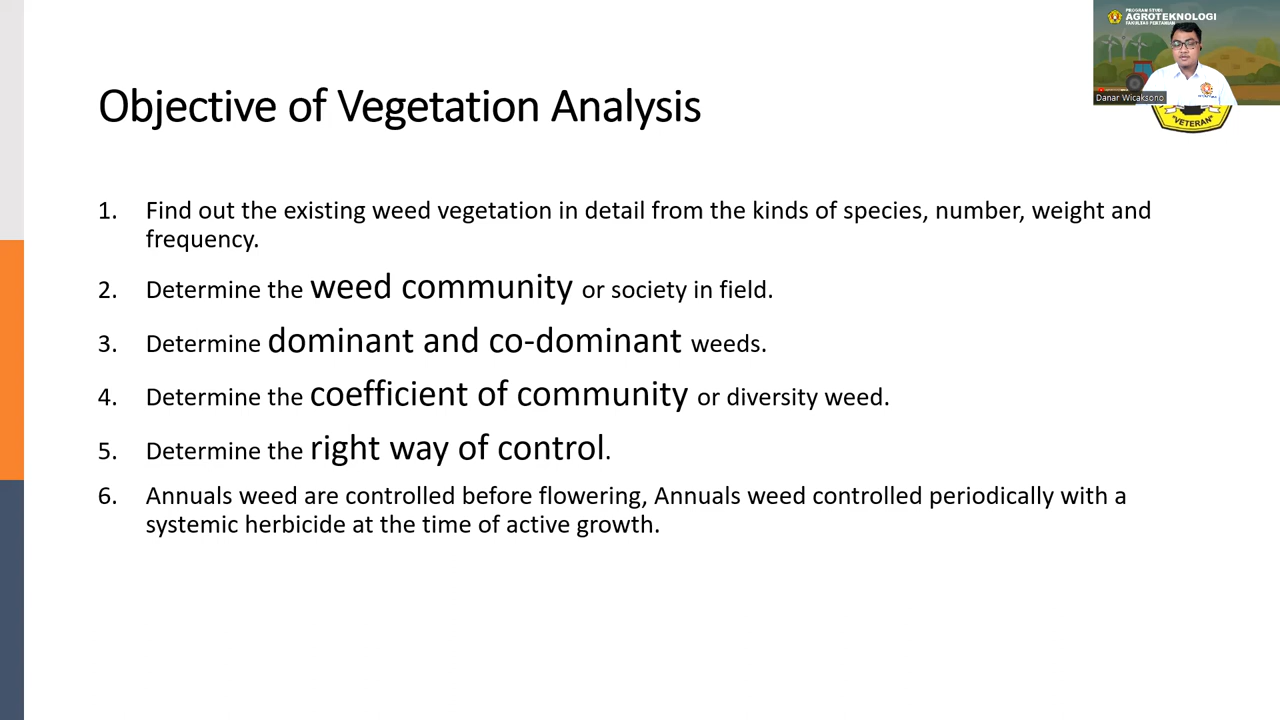 PROGRAM STUDI
AGROTEKNOLOGI
FAKULTAS PERTANIAN
Danar Wicaksono
"VETERAN"
Objective of Vegetation Analysis
1. Find out the existing weed vegetation in detail from the kinds of species, number, weight and
frequency.
2. Determine the weed community or society in field.
3. Determine dominant and co-dominant weeds.
4. Determine the coefficient of community or diversity weed.
5. Determine the right way of control.
6. Annuals weed are controlled before flowering, Annuals weed controlled periodically with a
systemic herbicide at the time of active growth.